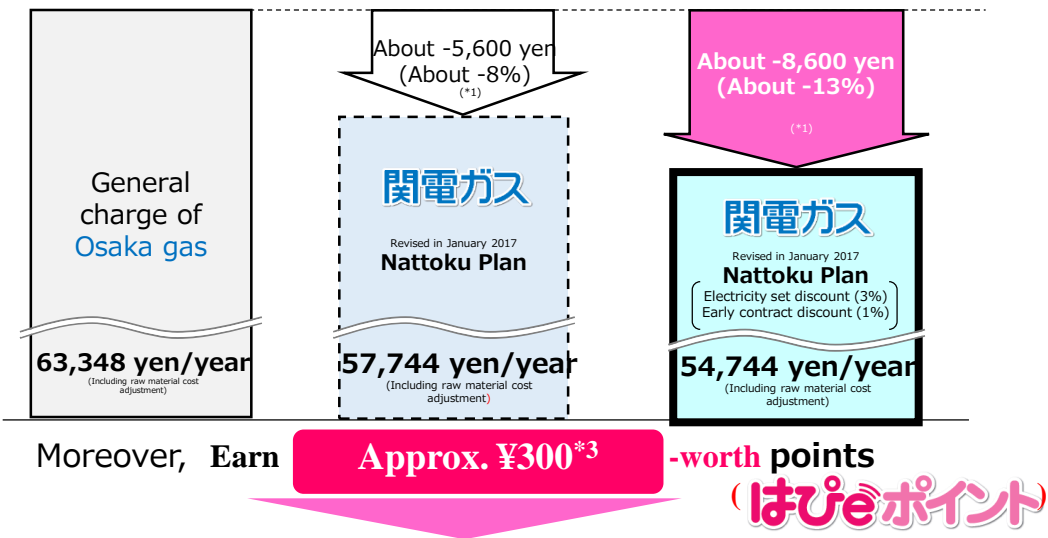 General
charge of
Osaka gas
63,348 yen/year
(Including raw material cost
adjustment)
About -5,600 yen
(About -8%)
(*1)
関電ガス
Revised in January 2017
Nattoku Plan
57,744 yen/year
(Including raw material cost
adjustment)
About -8,600 yen
(About -13%)
(*1)
関電ガス
Revised in January 2017
Nattoku Plan
Electricity set discount (3%)
Early contract discount (1%)
54,744 yen/year
(Including raw material cost
adjustment)
Moreover, Earn Approx. ¥300*3 -worth points
(はぴeポイント)